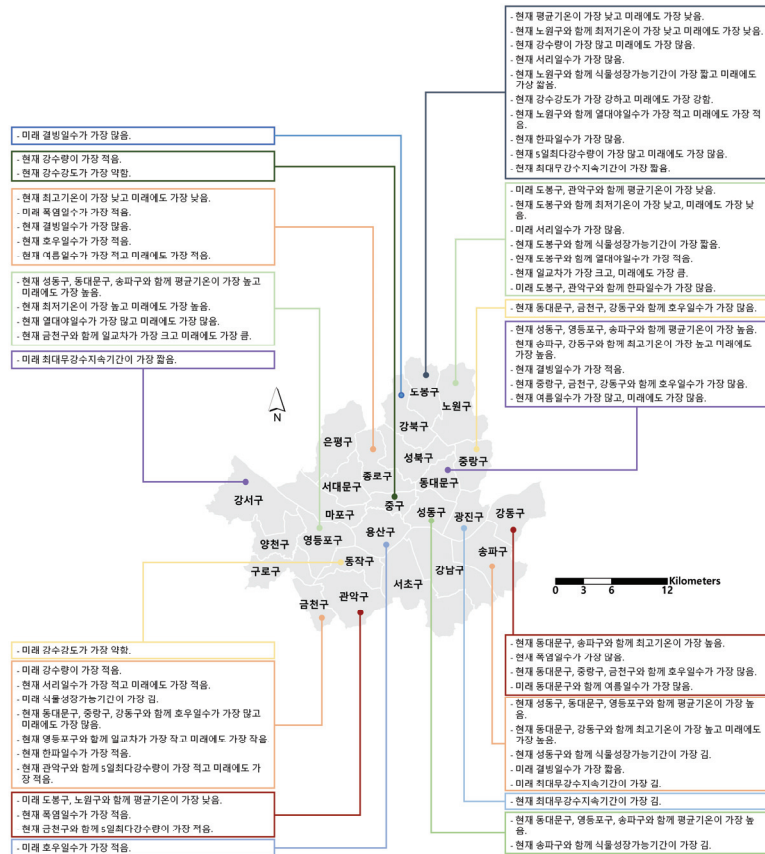 - 현재 평균기온이 가장 낮고 미래에도 가장 낮음.
- 현재 노원구와 함께 최저기온이 가장 낮고 미래에도 가장 낮음.
- 현재 강수량이 가장 많고 미래에도 가장 많음.
- 현재 서리일수가 가장 많음.
- 현재 노원구와 함께 식물성장가능기간이 가장 짧고 미래에도
가장 짧음.
- 현재 강수강도가 가장 강하고 미래에도 가장 강함.
- 현재 노원구와 함께 열대야일수가 가장 적고 미래에도 가장 적
음.
- 현재 한파일수가 가장 많음.
- 현재 5일최다강수량이 가장 많고 미래에도 가장 많음.
- 현재 최대무강수지속기간이 가장 짧음.
- 미래 결빙일수가 가장 많음.
- 현재 강수량이 가장 적음.
- 현재 강수강도가 가장 약함.
- 현재 최고기온이 가장 낮고 미래에도 가장 낮음.
- 미래 폭염일수가 가장 적음.
- 현재 결빙일수가 가장 많음.
- 현재 호우일수가 가장 적음.
- 현재 여름일수가 가장 적고 미래에도 가장 적음.
- 현재 성동구, 동대문구, 송파구와 함께 평균기온이 가장 높고
미래에도 가장 높음.
- 현재 최저기온이 가장 높고 미래에도 가장 높음.
- 현재 열대야일수가 가장 많고 미래에도 가장 많음.
- 현재 금천구와 함께 일교차가 가장 크고 미래에도 가장 큼.
- 미래 최대무강수지속기간이 가장 짧음.
- 미래 도봉구, 관악구와 함께 평균기온이 가장 낮음.
- 현재 도봉구와 함께 최저기온이 가장 낮고, 미래에도 가장 낮
음.
- 미래 서리일수가 가장 많음.
- 현재 도봉구와 함께 식물성장가능기간이 가장 짧음.
- 현재 도봉구와 함께 열대야일수가 가장 적음.
- 현재 일교차가 가장 크고, 미래에도 가장 큼.
- 미래 도봉구, 관악구와 함께 한파일수가 가장 많음.
- 현재 동대문구, 금천구, 강동구와 함께 호우일수가 가장 많음.
- 현재 성동구, 영등포구, 송파구와 함께 평균기온이 가장 높음.
- 현재 송파구, 강동구와 함께 최고기온이 가장 높고 미래에도
가장 높음.
- 현재 결빙일수가 가장 적음.
- 현재 중랑구, 금천구, 강동구와 함께 호우일수가 가장 많음.
- 현재 여름일수가 가장 많고, 미래에도 가장 많음.
N
도봉구
노원구
강북구
은평구
성북구
중랑구
종로구
동대문구
서대문구
강서구
중구
마포구
성동구
광진구
강동구
양천구
영등포구
용산구
송파구
구로구
동작구
강남구
서초구
관악구
금천구
Kilometers
0 3 6 12
- 미래 강수강도가 가장 약함.
- 미래 강수량이 가장 적음.
- 현재 서리일수가 가장 적고 미래에도 가장 적음.
- 미래 식물성장가능기간이 가장 김.
- 현재 동대문구, 중랑구, 강동구와 함께 호우일수가 가장 많고
미래에도 가장 많음.
- 현재 영등포구와 함께 일교차가 가장 작고 미래에도 가장 작음
- 현재 한파일수가 가장 적음.
- 현재 관악구와 함께 5일최다강수량이 가장 적고 미래에도 가
장 적음.
- 미래 도봉구, 노원구와 함께 평균기온이 가장 낮음.
- 현재 폭염일수가 가장 적음.
- 현재 금천구와 함께 5일최다강수량이 가장 적음.
- 미래 호우일수가 가장 적음.
- 현재 동대문구, 송파구와 함께 최고기온이 가장 높음.
- 현재 폭염일수가 가장 많음.
- 현재 동대문구, 중랑구, 금천구와 함께 호우일수가 가장 많음.
- 미래 동대문구와 함께 여름일수가 가장 많음.
- 현재 성동구, 동대문구, 영등포구와 함께 평균기온이 가장 높
음.
- 현재 동대문구, 강동구와 함께 최고기온이 가장 높고 미래에도
가장 높음.
- 현재 성동구와 함께 식물성장가능기간이 가장 김.
- 미래 결빙일수가 가장 짧음.
- 미래 최대무강수지속기간이 가장 김.
- 현재 최대무강수지속기간이 가장 김.
- 현재 동대문구, 영등포구, 송파구와 함께 평균기온이 가장 높
음.
- 현재 송파구와 함께 식물성장가능기간이 가장 김.